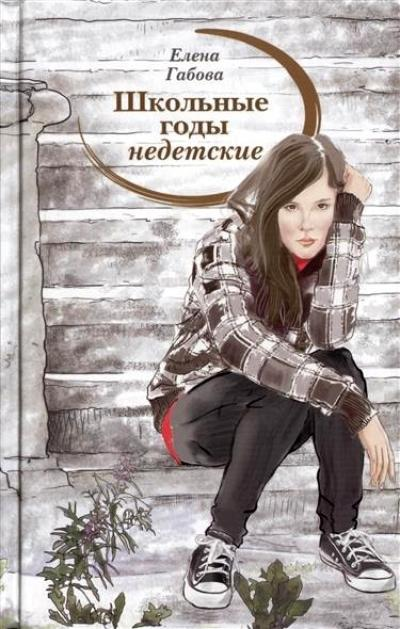 Елена
Габова
Школьные
годы
недетские